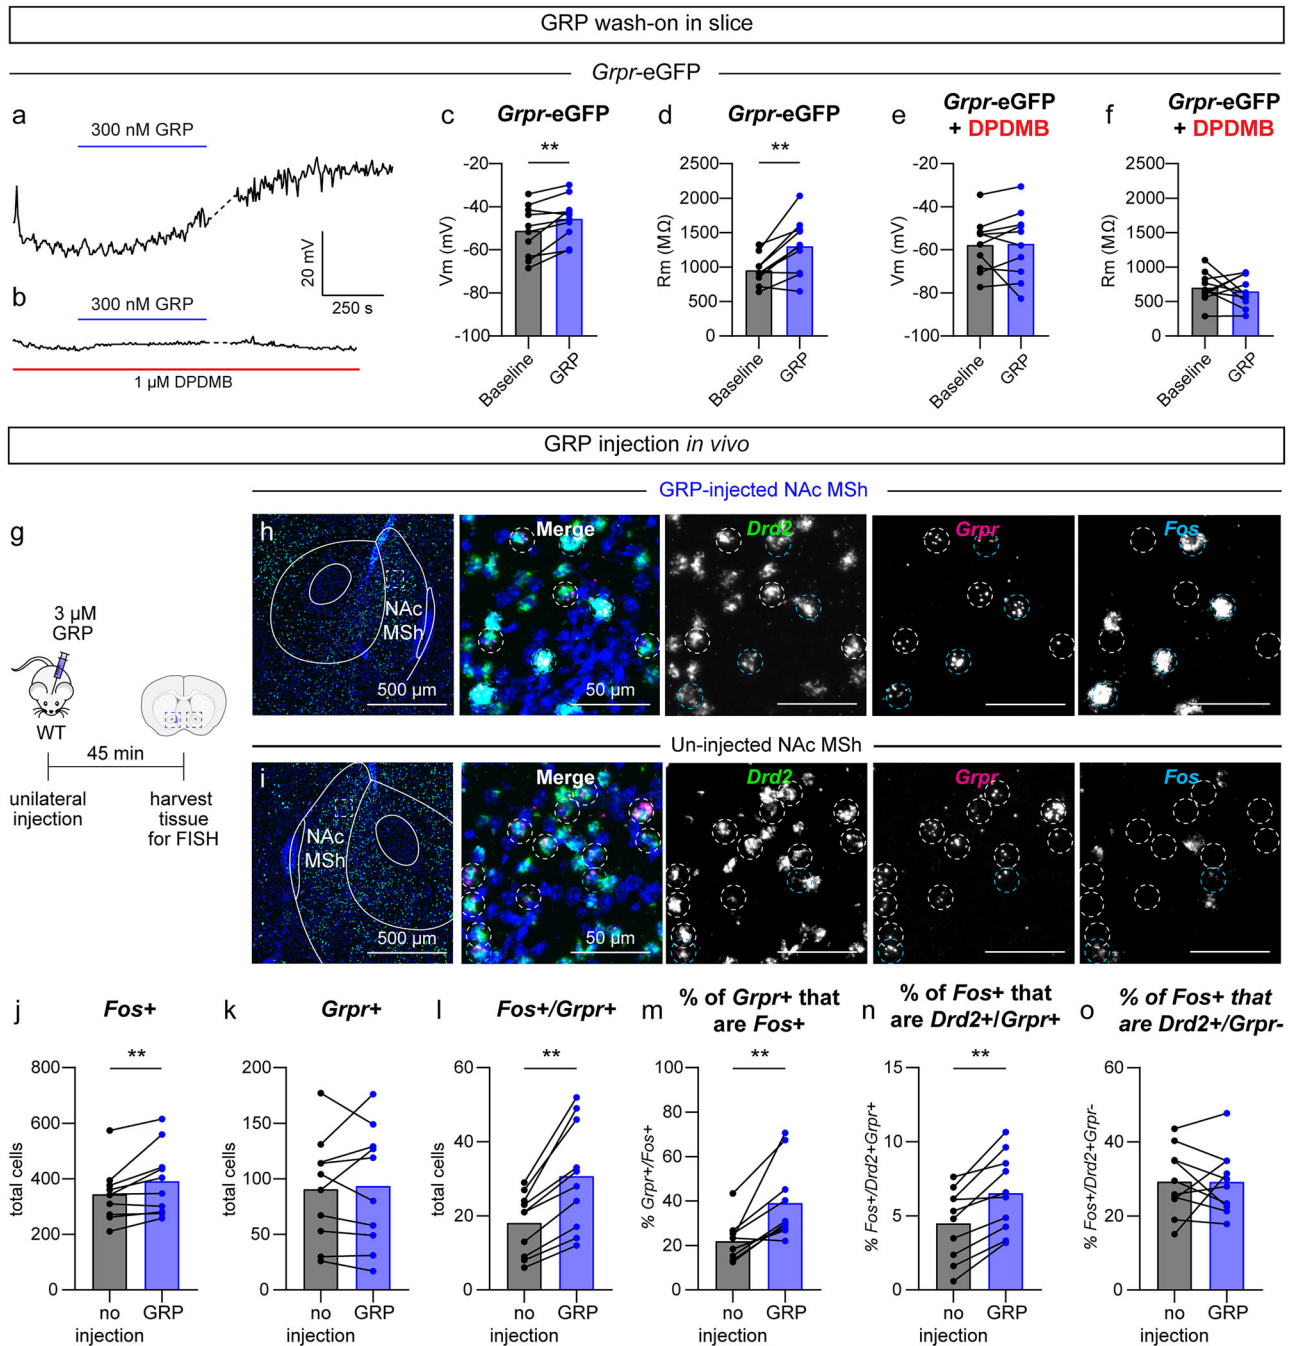 GRP wash-on in slice
Grpr-eGFP
a
300 nM GRP
20 mV
250 s
b
300 nM GRP
1 µM DPDMB
c
Grpr-eGFP
**
Vm (mV)
-20
-40
-60
-80
-100
Baseline
GRP
d
Grpr-eGFP
**
Rm (MΩ)
2500
2000
1500
1000
500
0
Baseline
GRP
e
Grpr-eGFP
+ DPDMB
Vm (mV)
-20
-40
-60
-80
-100
Baseline
GRP
f
Grpr-eGFP
+ DPDMB
Rm (MΩ)
2500
2000
1500
1000
500
0
Baseline
GRP
GRP injection in vivo
g
3 µM
GRP
WT
45 min
unilateral
injection
harvest
tissue
for FISH
GRP-injected NAc MSh
h
NAc
MSh
500 µm
Merge
50 µm
Drd2
Grpr
Fos
Un-injected NAc MSh
i
NAc
MSh
500 µm
Merge
50 µm
Drd2
Grpr
Fos
j
Fos+
**
total cells
800
600
400
200
0
no
injection
GRP
k
Grpr+
total cells
200
150
100
50
0
no
injection
GRP
l
Fos+/Grpr+
**
total cells
60
40
20
0
no
injection
GRP
m
% of Grpr+ that
are Fos+
**
% Grpr+/Fos+
100
80
60
40
20
0
no
injection
GRP
n
% of Fos+ that
are Drd2+/Grpr+
**
% Fos+/Drd2+Grpr+
15
10
5
0
no
injection
GRP
o
% of Fos+ that
are Drd2+/Grpr-
% Fos+/Drd2+Grpr-
60
40
20
0
no
injection
GRP